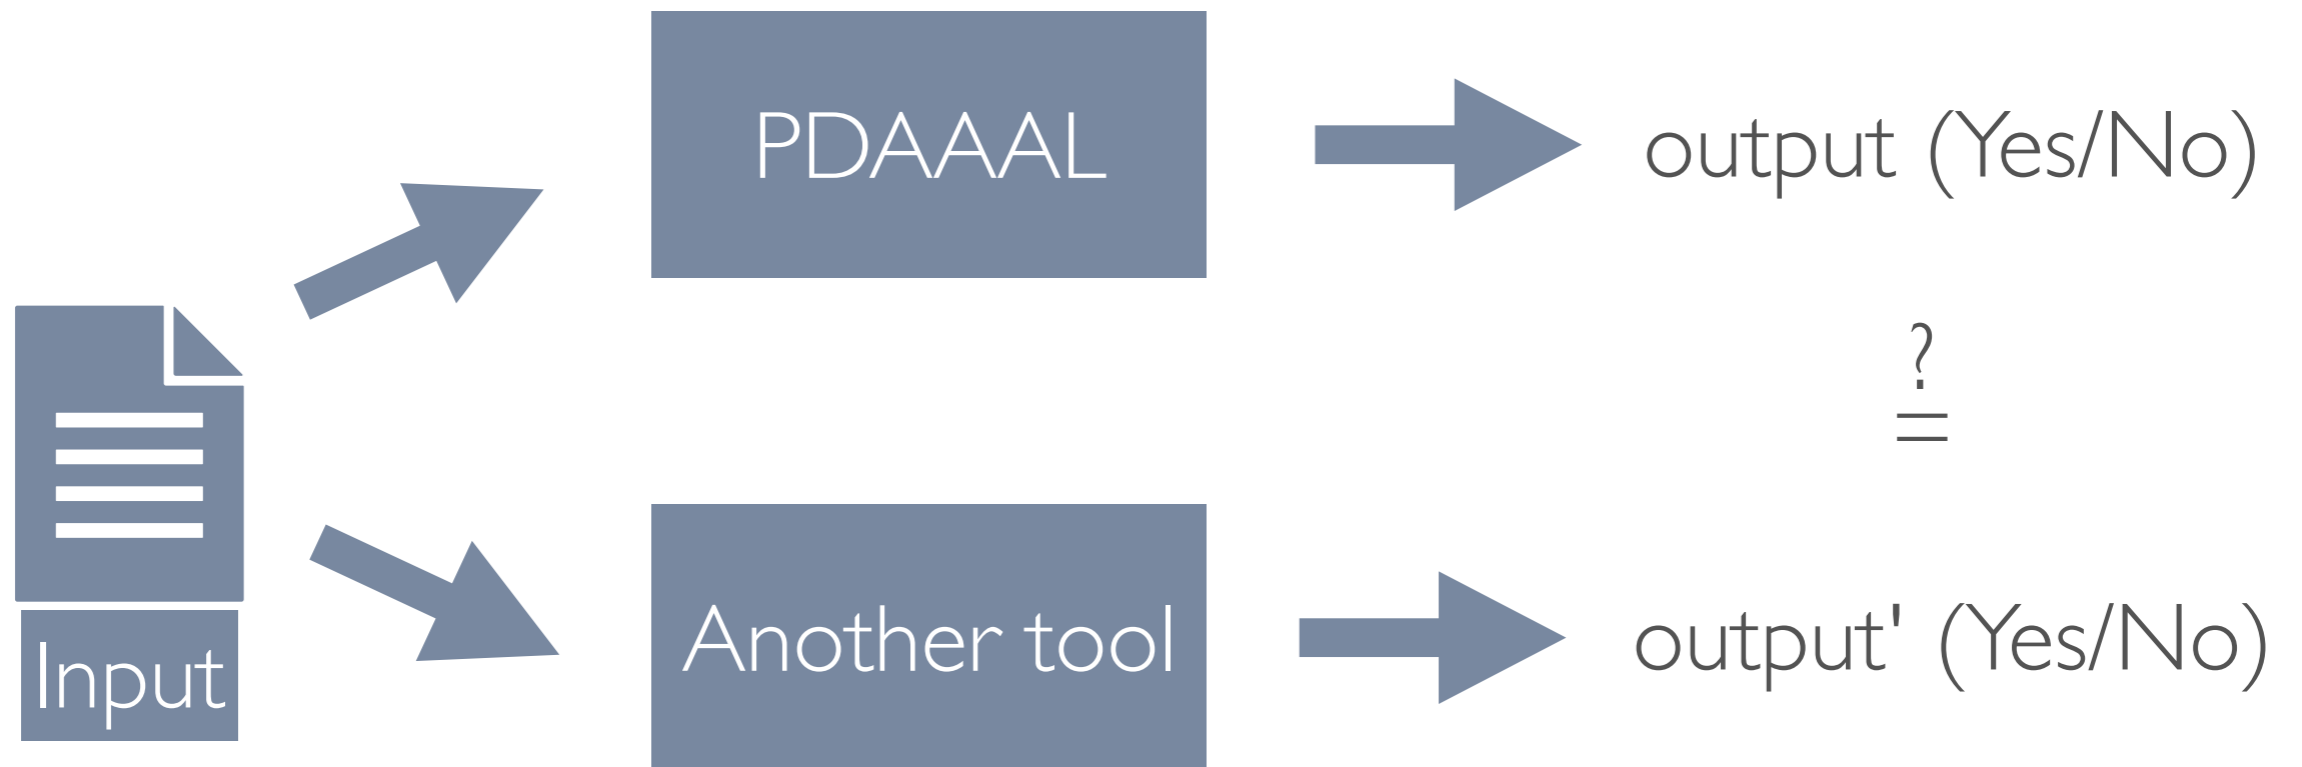 PDAAAL
output (Yes/No)
?
=
Input
Another tool
output' (Yes/No)